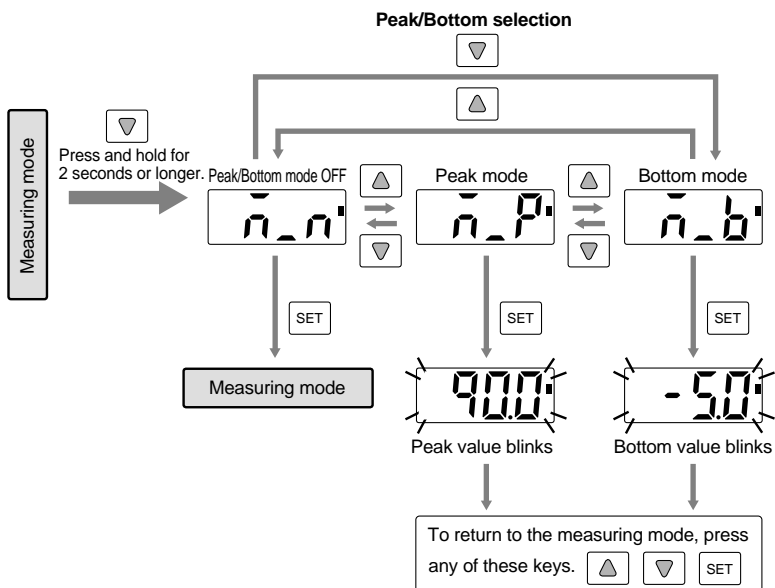 Peak/Bottom selection
Measuring mode
Press and hold for
2 seconds or longer.
Peak/Bottom mode OFF
Peak mode
Bottom mode
n_n
n_P
n_b
SET
SET
SET
Measuring mode
90.0
-5.0
Peak value blinks
Bottom value blinks
To return to the measuring mode, press
any of these keys.
SET